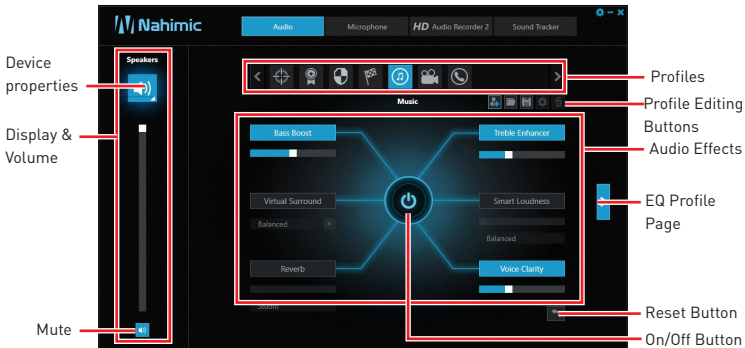 Nahimic
Audio
Microphone
HD Audio Recorder 2
Sound Tracker
Device
properties
Display &
Volume
Mute
Speakers
Music
Bass Boost
Treble Enhancer
Virtual Surround
Balanced
Smart Loudness
Balanced
Reverb
Studio
Voice Clarity
Profiles
Profile Editing
Buttons
Audio Effects
EQ Profile
Page
Reset Button
On/Off Button